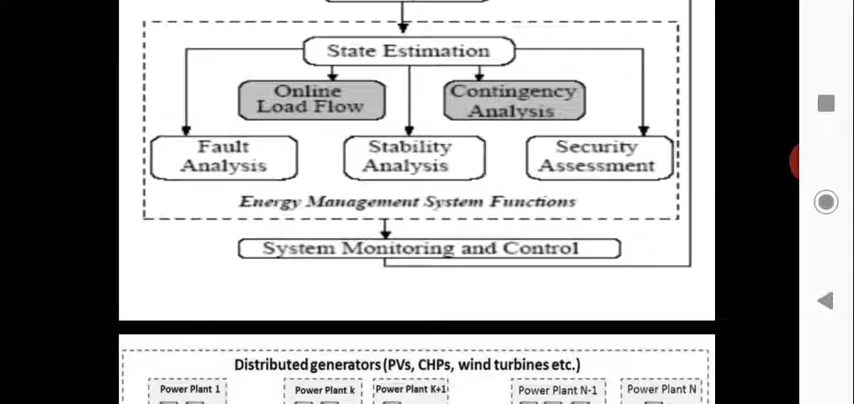 State Estimation
Online
Load Flow
Contingency
Analysis
Fault
Analysis
Stability
Analysis
Security
Assessment
Energy Management System Functions
System Monitoring and Control
Distributed generators (PVs, CHPs, wind turbines etc.)
Power Plant 1
Power Plant k
Power Plant K+1
Power Plant N-1
Power Plant N